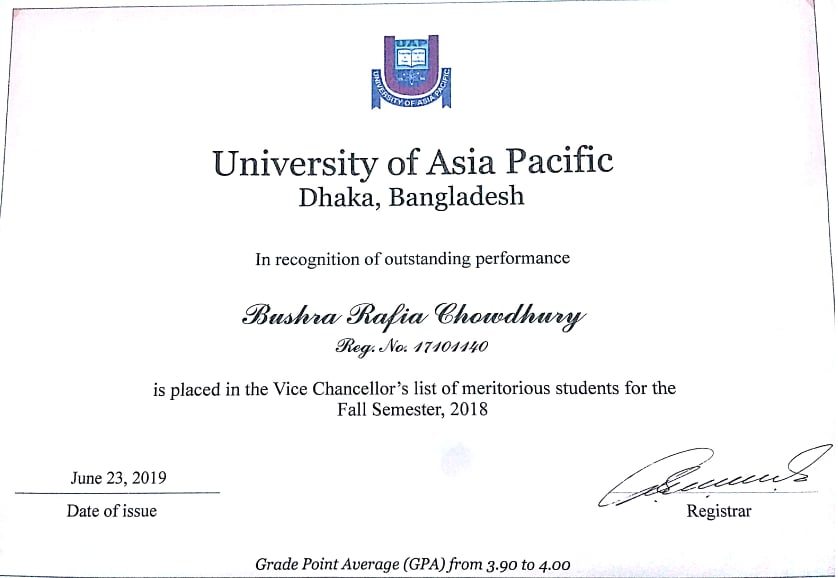 UAP
UNIVERSITY OF ASIA PACIFIC
University of Asia Pacific
Dhaka, Bangladesh
In recognition of outstanding performance
Bushra Rafia Chowdhury
Reg. No. 17101140
is placed in the Vice Chancellor's list of meritorious students for the
Fall Semester, 2018
June 23, 2019
Date of issue
Registrar
Grade Point Average (GPA) from 3.90 to 4.00